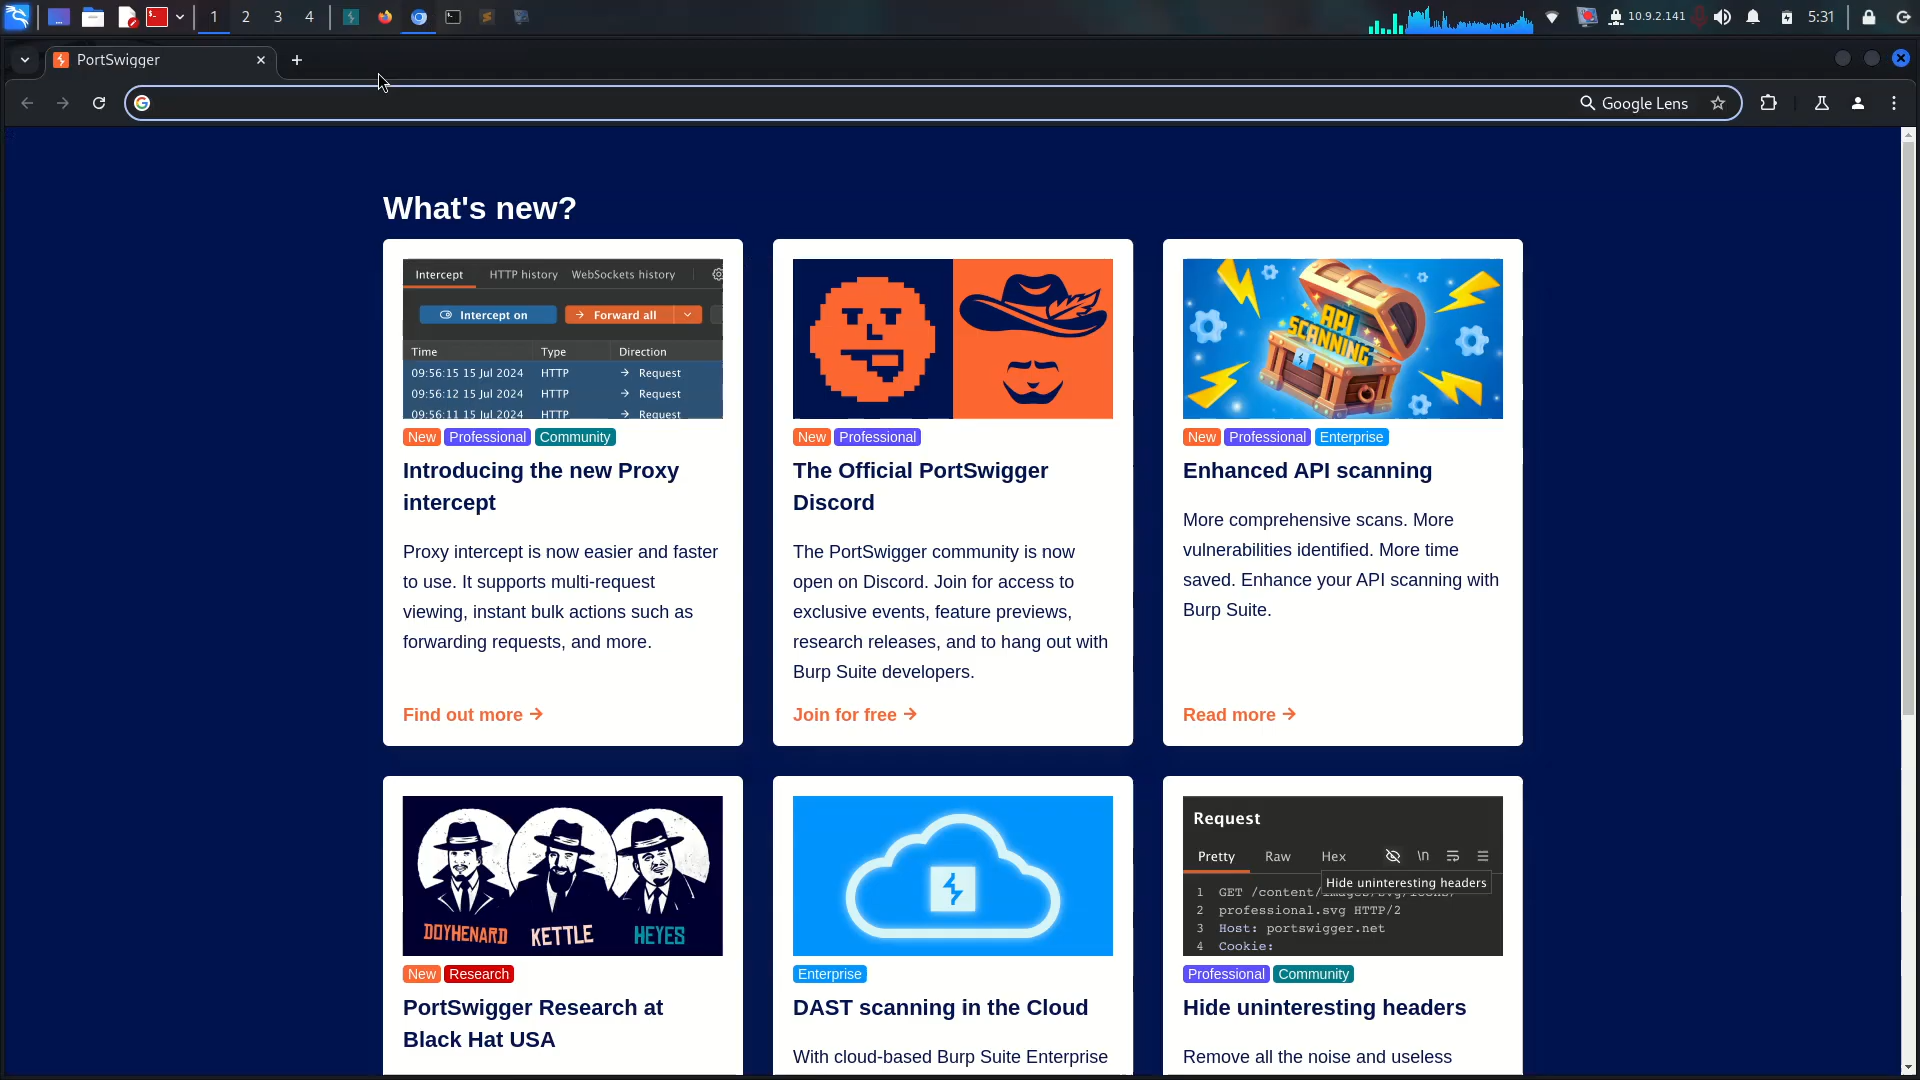 1 2 3 4 10.9.2.141 5:31
PortSwigger
Google Lens
What's new?
Intercept HTTP history WebSockets history
Intercept on Forward all
Time Type Direction
09:56:15 15 Jul 2024 HTTP Request
09:56:12 15 Jul 2024 HTTP Request
09:56:11 15 Jul 2024 HTTP Request
New Professional Community
Introducing the new Proxy
intercept
Proxy intercept is now easier and faster
to use. It supports multi-request
viewing, instant bulk actions such as
forwarding requests, and more.
Find out more →
New Professional
The Official PortSwigger
Discord
The PortSwigger community is now
open on Discord. Join for access to
exclusive events, feature previews,
research releases, and to hang out with
Burp Suite developers.
Join for free →
API
SCANNING
New Professional Enterprise
Enhanced API scanning
More comprehensive scans. More
vulnerabilities identified. More time
saved. Enhance your API scanning with
Burp Suite.
Read more →
DOYHENARD KETTLE HEYES
New Research
PortSwigger Research at
Black Hat USA
Enterprise
DAST scanning in the Cloud
With cloud-based Burp Suite Enterprise
Request
Pretty Raw Hex \n
Hide uninteresting headers
1 GET /content/
2 professional.svg HTTP/2
3 Host: portswigger.net
4 Cookie:
Professional Community
Hide uninteresting headers
Remove all the noise and useless